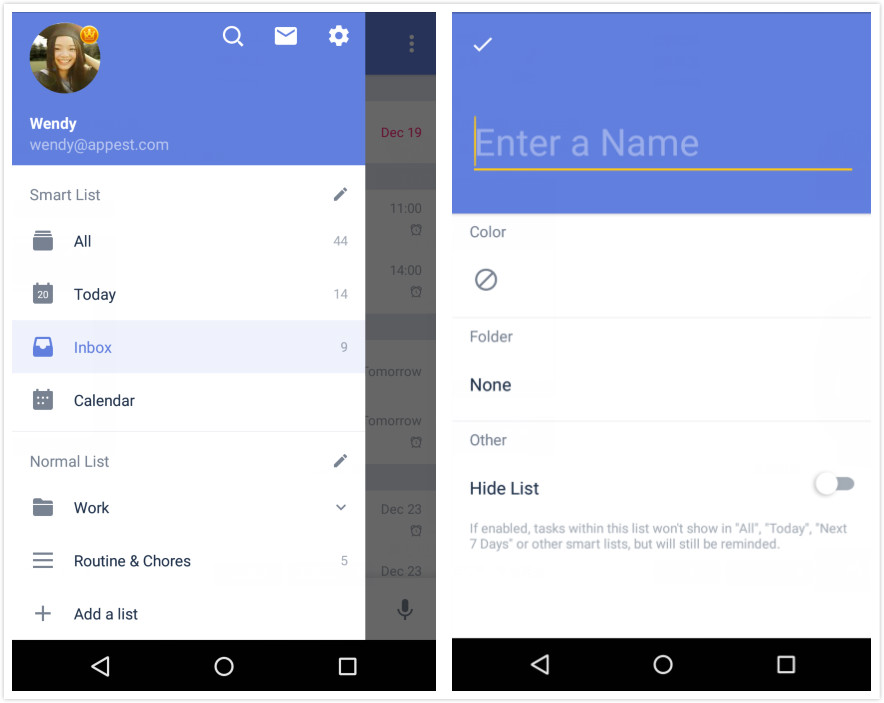 Wendy
wendy@appest.com
Smart List
All 44
20 Today 14
Inbox 9
Calendar
Normal List
Work
Routine & Chores 5
Add a list
Dec 19
11:00
14:00
Tomorrow
Tomorrow
Dec 23
Dec 23
Enter a Name
Color
Folder
None
Other
Hide List
If enabled, tasks within this list won't show in "All", "Today", "Next
7 Days" or other smart lists, but will still be reminded.